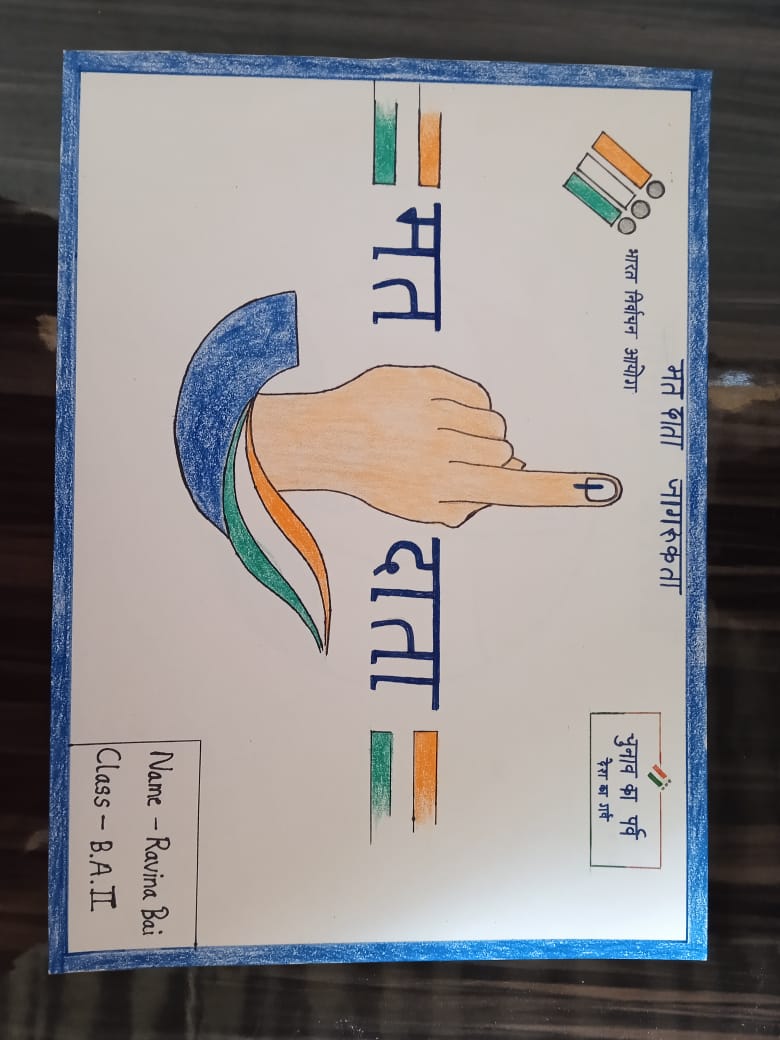 मत दाता जागरुकता
भारत निर्वाचन आयोग
चुनाव का पर्व
देश का गर्व
मत दाता
Name - Ravina Bai
Class - B.A.II